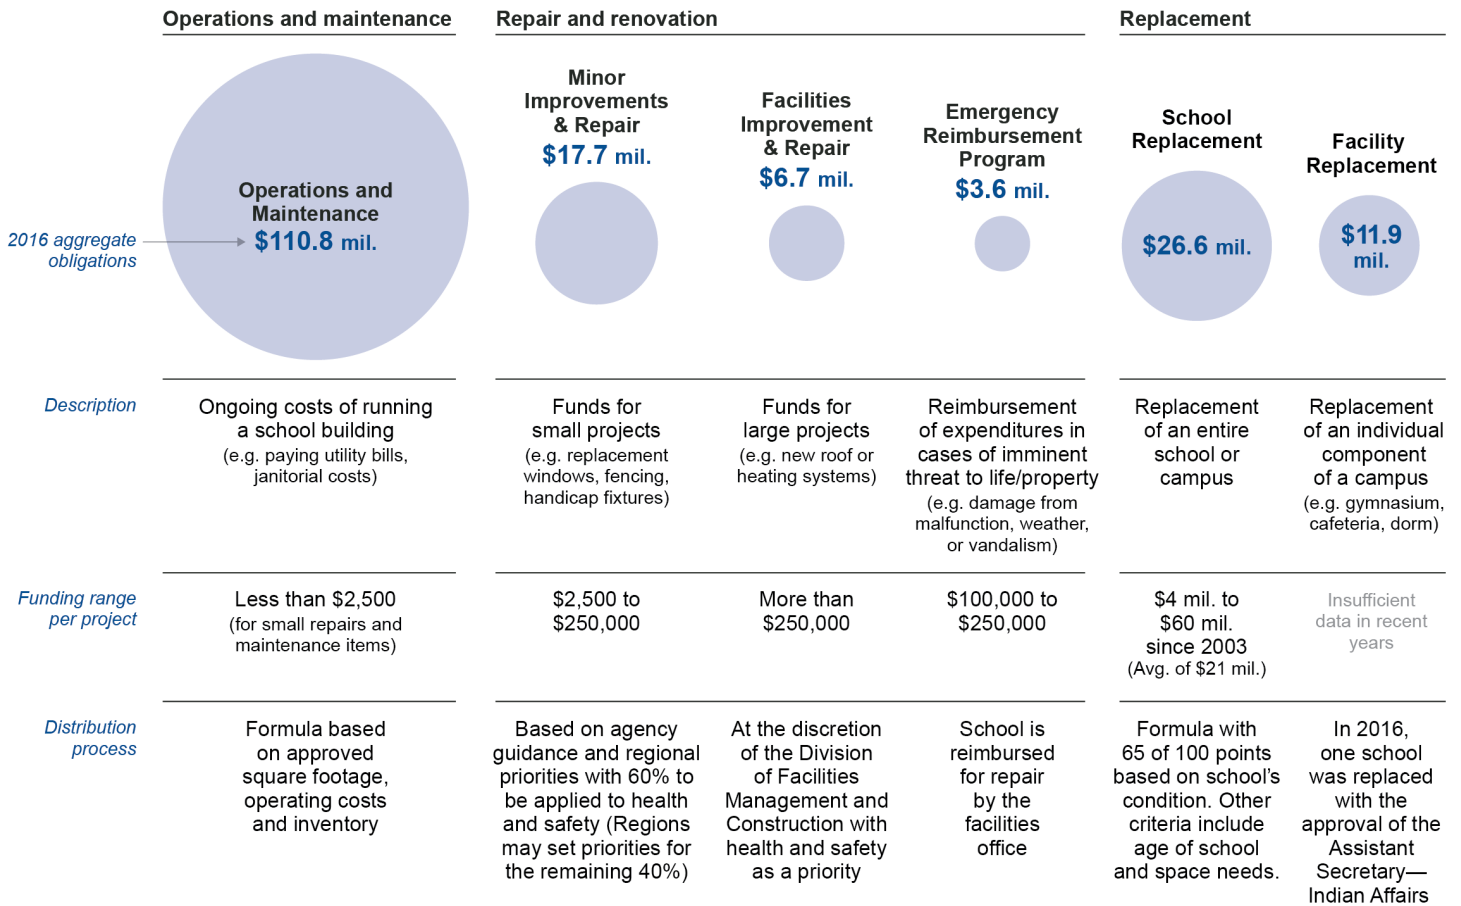 Operations and maintenance
Repair and renovation
Replacement
Operations and
Maintenance
$110.8 mil.
Minor
Improvements
& Repair
$17.7 mil.
Facilities
Improvement
& Repair
$6.7 mil.
Emergency
Reimbursement
Program
$3.6 mil.
School
Replacement
$26.6 mil.
Facility
Replacement
$11.9
mil.
2016 aggregate
obligations
Description
Ongoing costs of running
a school building
(e.g. paying utility bills,
janitorial costs)
Funds for
small projects
(e.g. replacement
windows, fencing,
handicap fixtures)
Funds for
large projects
(e.g. new roof or
heating systems)
Reimbursement
of expenditures in
cases of imminent
threat to life/property
(e.g. damage from
malfunction, weather,
or vandalism)
Replacement
of an entire
school or
campus
Replacement
of an individual
component
of a campus
(e.g. gymnasium,
cafeteria, dorm)
Funding range
per project
Less than $2,500
(for small repairs and
maintenance items)
$2,500 to
$250,000
More than
$250,000
$100,000 to
$250,000
$4 mil. to
$60 mil.
since 2003
(Avg. of $21 mil.)
Insufficient
data in recent
years
Distribution
process
Formula based
on approved
square footage,
operating costs
and inventory
Based on agency
guidance and regional
priorities with 60% to
be applied to health
and safety (Regions
may set priorities for
the remaining 40%)
At the discretion
of the Division
of Facilities
Management and
Construction with
health and safety
as a priority
School is
reimbursed
for repair
by the
facilities
office
Formula with
65 of 100 points
based on school's
condition. Other
criteria include
age of school
and space needs.
In 2016,
one school
was replaced
with the
approval of the
Assistant
Secretary—
Indian Affairs